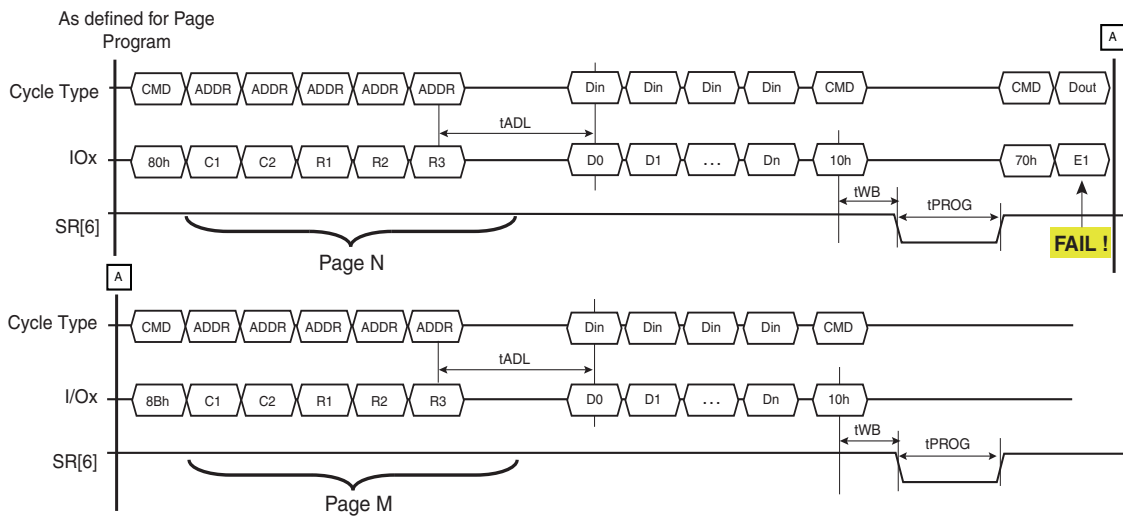 As defined for Page
Program
A
Cycle Type CMD ADDR ADDR ADDR ADDR ADDR Din Din Din Din CMD CMD Dout
tADL
IOx 80h C1 C2 R1 R2 R3 D0 D1 ... Dn 10h 70h E1
tWB tPROG
SR[6]
FAIL !
Page N
A
Cycle Type CMD ADDR ADDR ADDR ADDR ADDR Din Din Din Din CMD
tADL
I/Ox 8Bh C1 C2 R1 R2 R3 D0 D1 ... Dn 10h
tWB tPROG
SR[6]
Page M